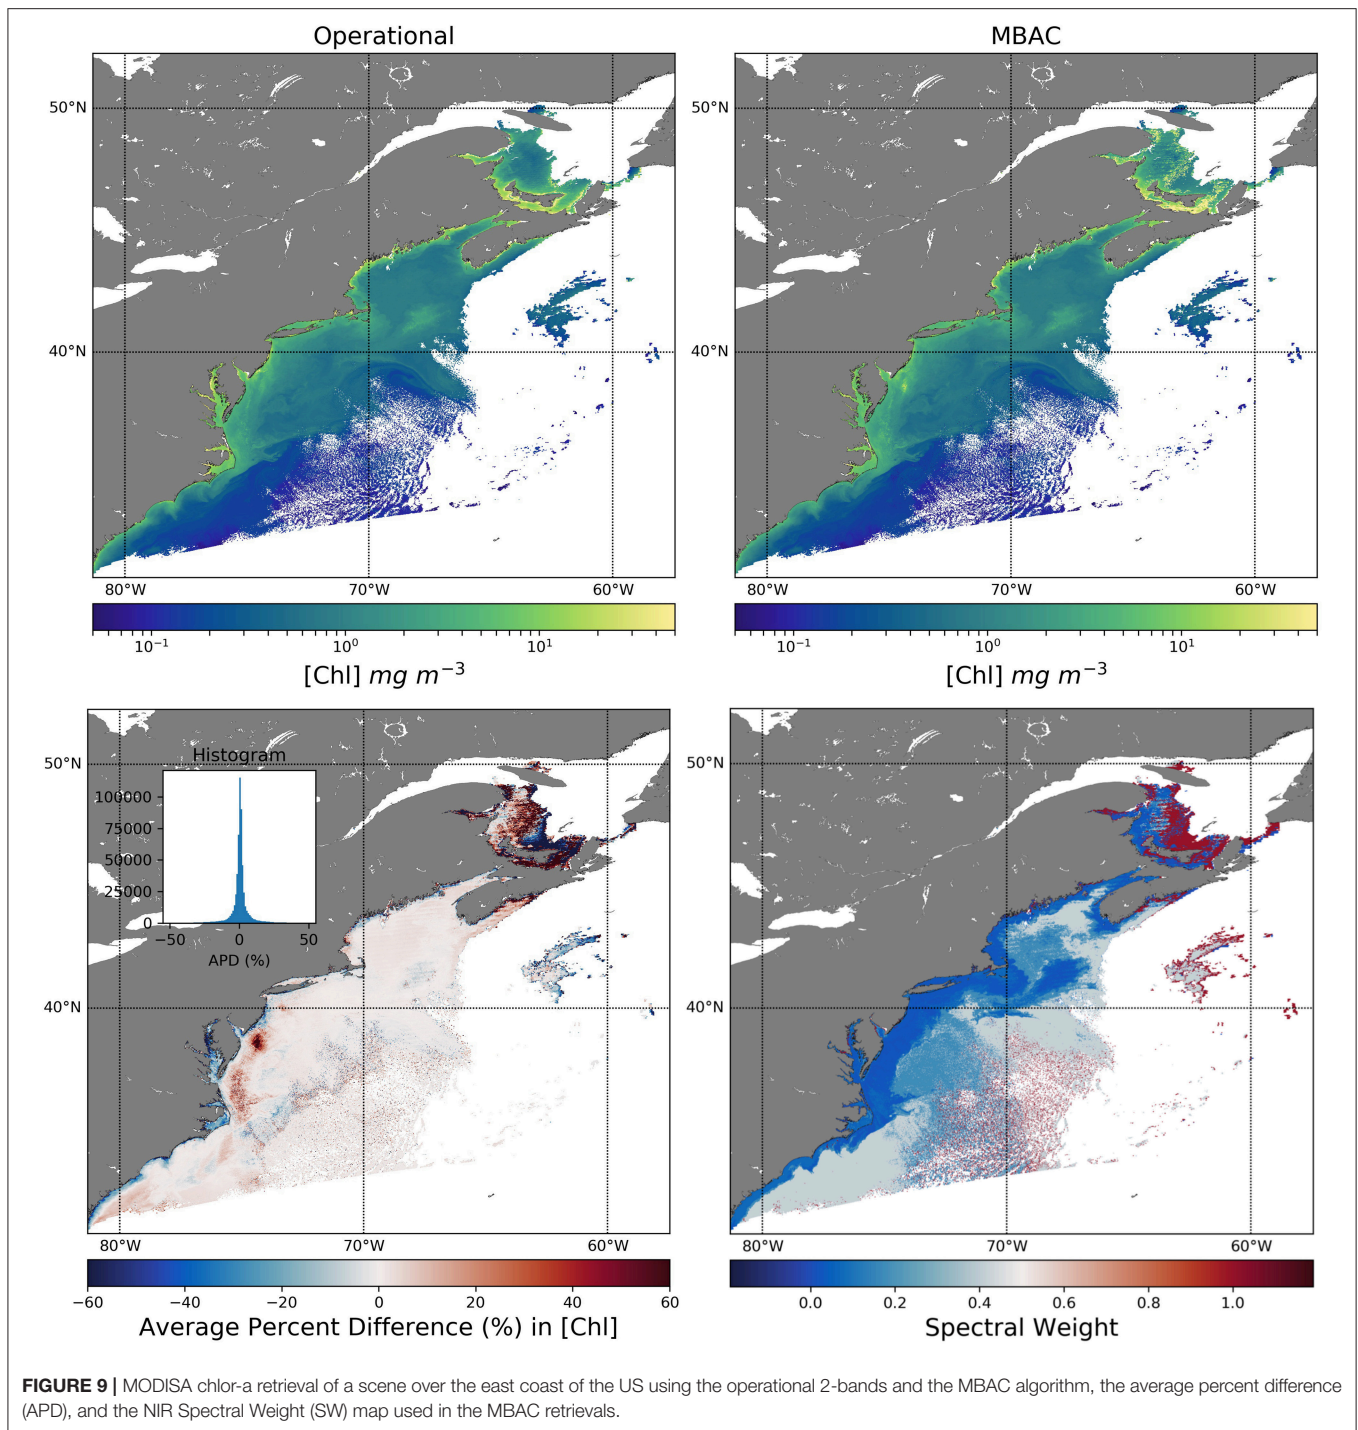 Operational
MBAC
50°N
40°N
80°W 70°W 60°W
50°N
40°N
80°W 70°W 60°W
10⁻¹ 10⁰ 10¹
[Chl] mg m⁻³
10⁻¹ 10⁰ 10¹
[Chl] mg m⁻³
50°N
40°N
Histogram
100000
75000
50000
25000
0
−50 0 50
APD (%)
80°W 70°W 60°W
50°N
40°N
80°W 70°W 60°W
−60 −40 −20 0 20 40 60
Average Percent Difference (%) in [Chl]
0.0 0.2 0.4 0.6 0.8 1.0
Spectral Weight
FIGURE 9 | MODISA chlor-a retrieval of a scene over the east coast of the US using the operational 2-bands and the MBAC algorithm, the average percent difference
(APD), and the NIR Spectral Weight (SW) map used in the MBAC retrievals.